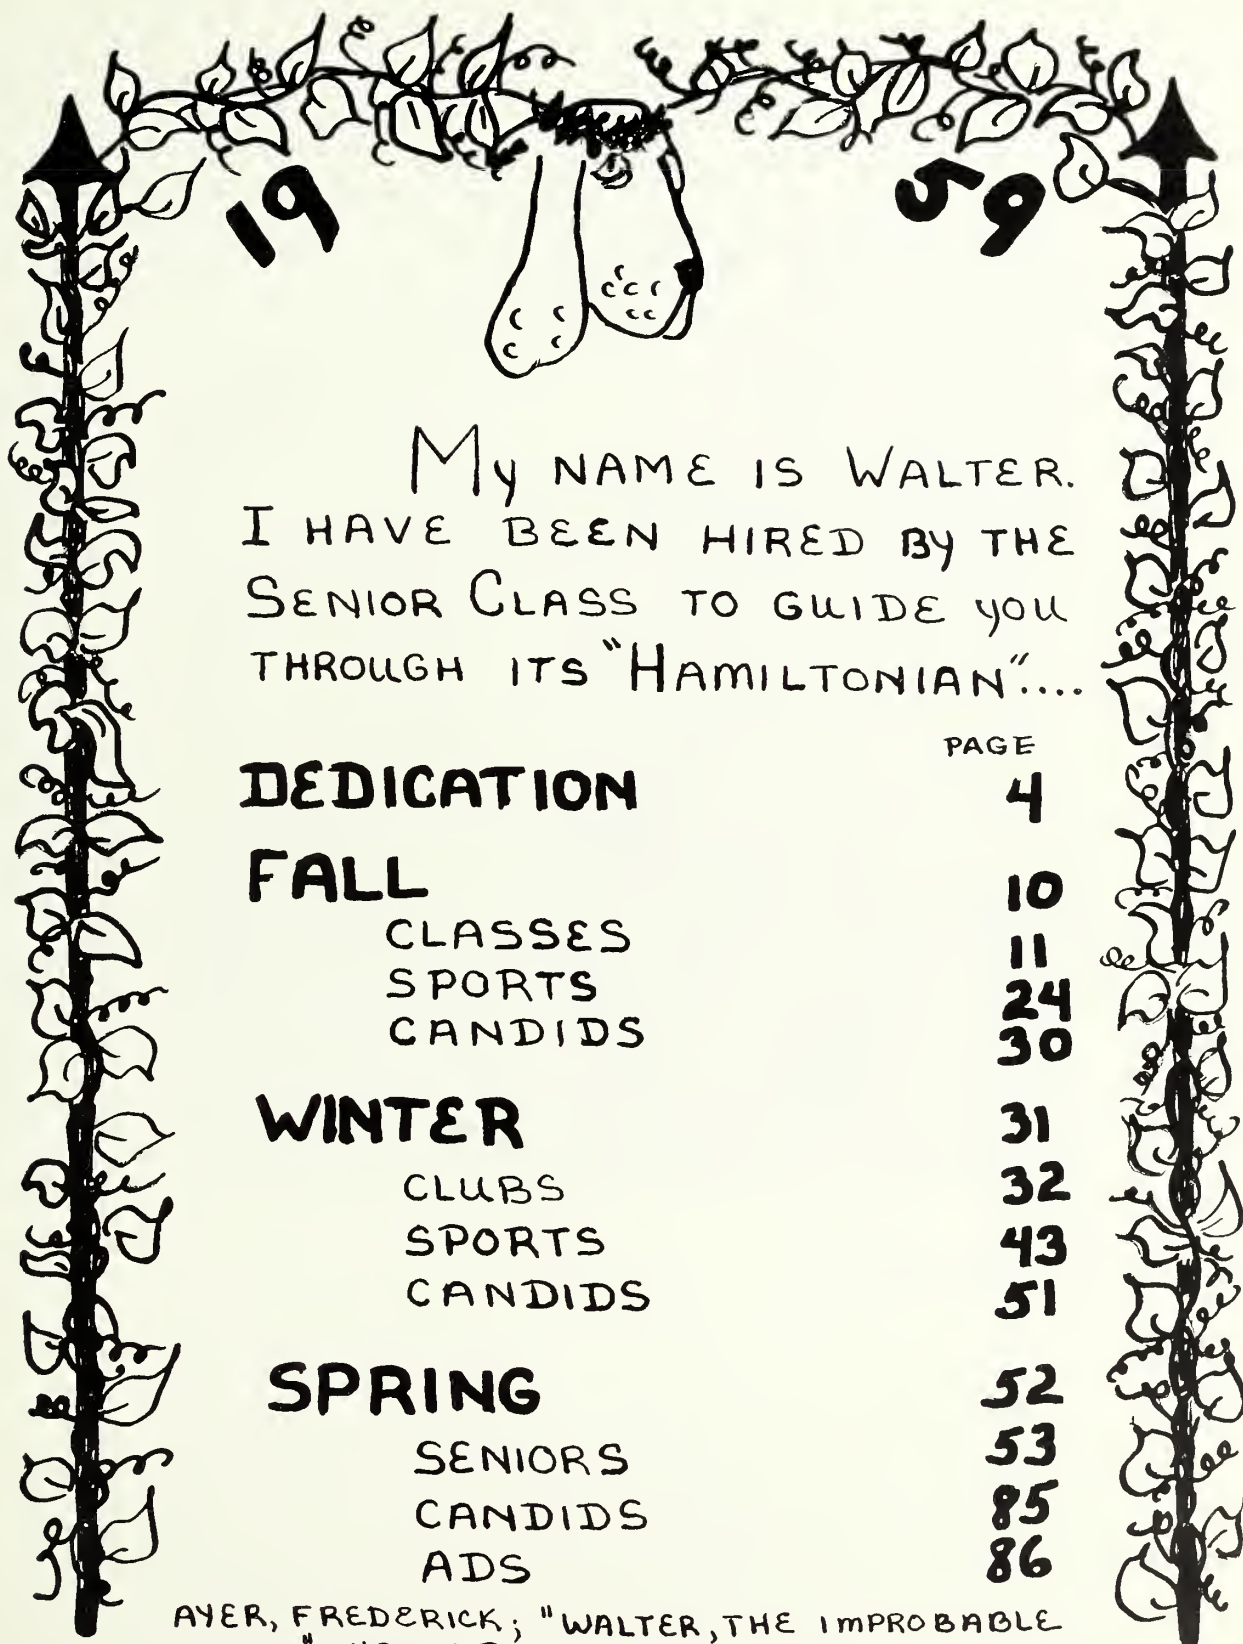 19 59
My NAME IS WALTER.
I HAVE BEEN HIRED BY THE
SENIOR CLASS TO GUIDE YOU
THROUGH ITS "HAMILTONIAN"....
PAGE
DEDICATION 4
FALL 10
CLASSES 11
SPORTS 24
CANDIDS 30
WINTER 31
CLUBS 32
SPORTS 43
CANDIDS 51
SPRING 52
SENIORS 53
CANDIDS 85
ADS 86
AYER, FREDERICK; "WALTER, THE IMPROBABLE